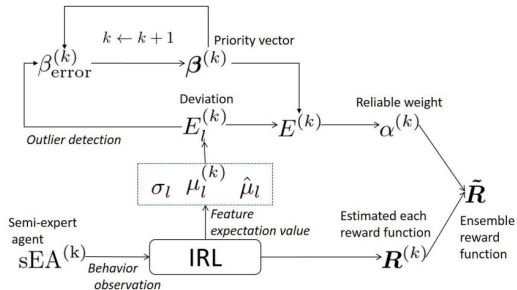 k ← k + 1
Priority vector
β_error^(k)
β^(k)
Deviation
Reliable weight
E_l^(k)
E^(k)
α^(k)
Outlier detection
σ_l μ_l^(k) μ̂_l
R̃
Semi-expert
agent
Feature
expectation value
Estimated each
reward function
Ensemble
reward
function
sEA^(k)
IRL
R^(k)
Behavior
observation